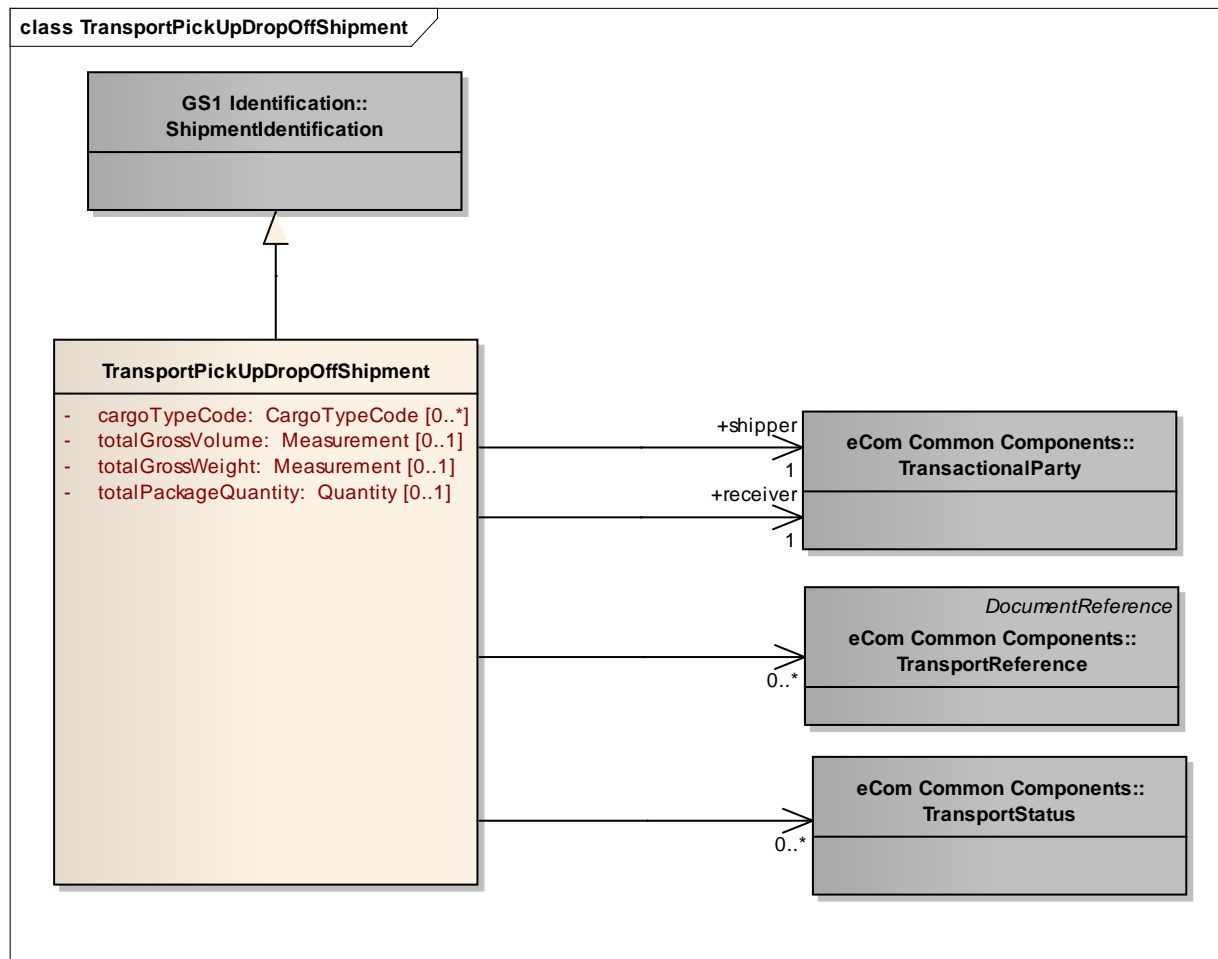 class TransportPickUpDropOffShipment
GS1 Identification::
ShipmentIdentification
TransportPickUpDropOffShipment
- cargoTypeCode: CargoTypeCode [0..*]
- totalGrossVolume: Measurement [0..1]
- totalGrossWeight: Measurement [0..1]
- totalPackageQuantity: Quantity [0..1]
+shipper
1
+receiver
1
eCom Common Components::
TransactionalParty
DocumentReference
eCom Common Components::
TransportReference
0..*
eCom Common Components::
TransportStatus
0..*